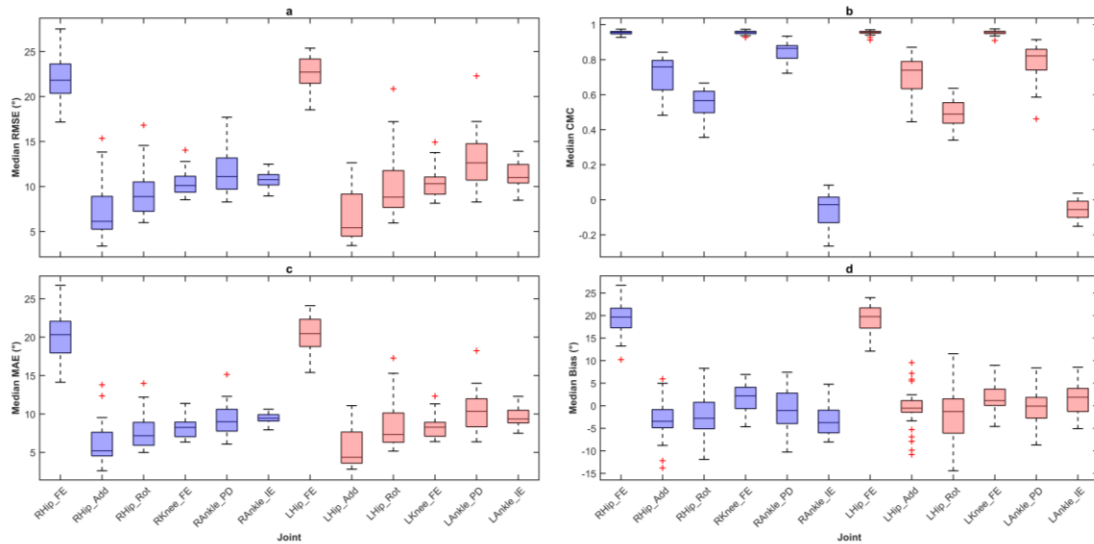 a
Median RMSE (°)
25
20
15
10
5
b
Median CMC
1
0.8
0.6
0.4
0.2
0
-0.2
c
Median MAE (°)
25
20
15
10
5
RHip_FE
RHip_Add
RHip_Rot
RKnee_FE
RAnkle_PD
RAnkle_IE
LHip_FE
LHip_Add
LHip_Rot
LKnee_FE
LAnkle_PD
LAnkle_IE
Joint
d
Median Bias (°)
25
20
15
10
5
0
-5
-10
-15
RHip_FE
RHip_Add
RHip_Rot
RKnee_FE
RAnkle_PD
RAnkle_IE
LHip_FE
LHip_Add
LHip_Rot
LKnee_FE
LAnkle_PD
LAnkle_IE
Joint